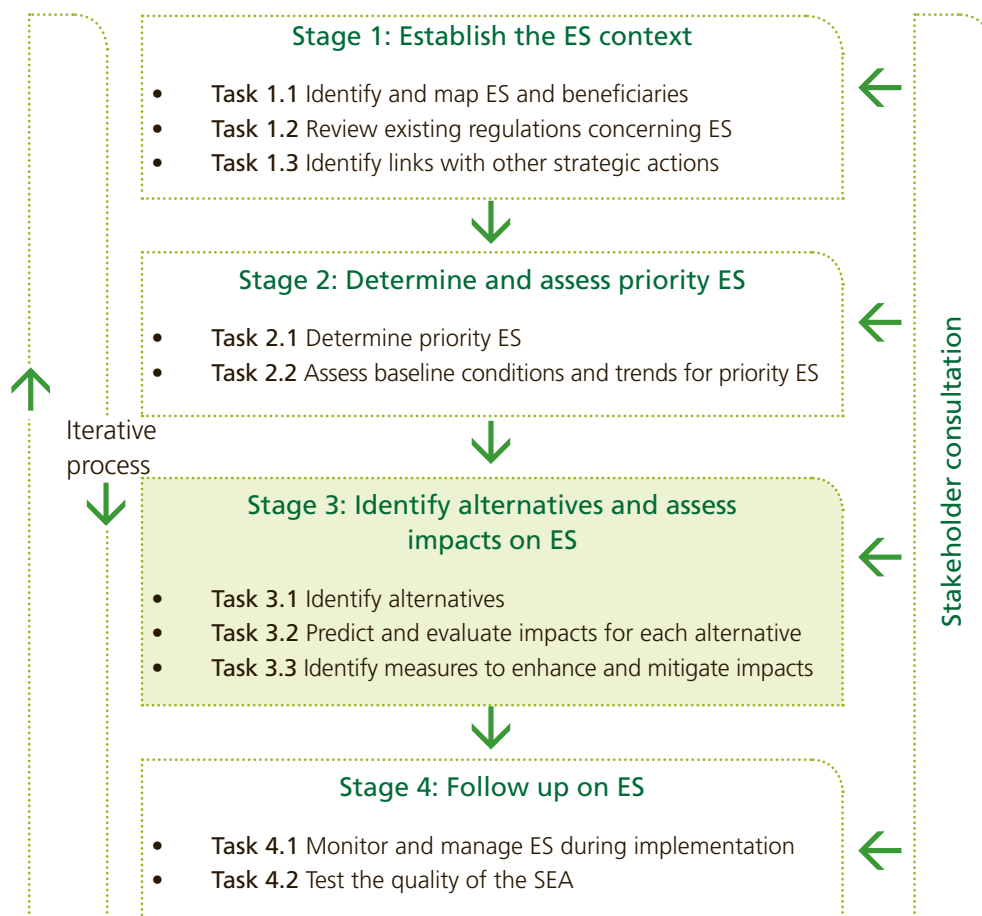 Stage 1: Establish the ES context
• Task 1.1 Identify and map ES and beneficiaries
• Task 1.2 Review existing regulations concerning ES
• Task 1.3 Identify links with other strategic actions
Stage 2: Determine and assess priority ES
• Task 2.1 Determine priority ES
• Task 2.2 Assess baseline conditions and trends for priority ES
Iterative
process
Stage 3: Identify alternatives and assess
impacts on ES
• Task 3.1 Identify alternatives
• Task 3.2 Predict and evaluate impacts for each alternative
• Task 3.3 Identify measures to enhance and mitigate impacts
Stage 4: Follow up on ES
• Task 4.1 Monitor and manage ES during implementation
• Task 4.2 Test the quality of the SEA
Stakeholder consultation